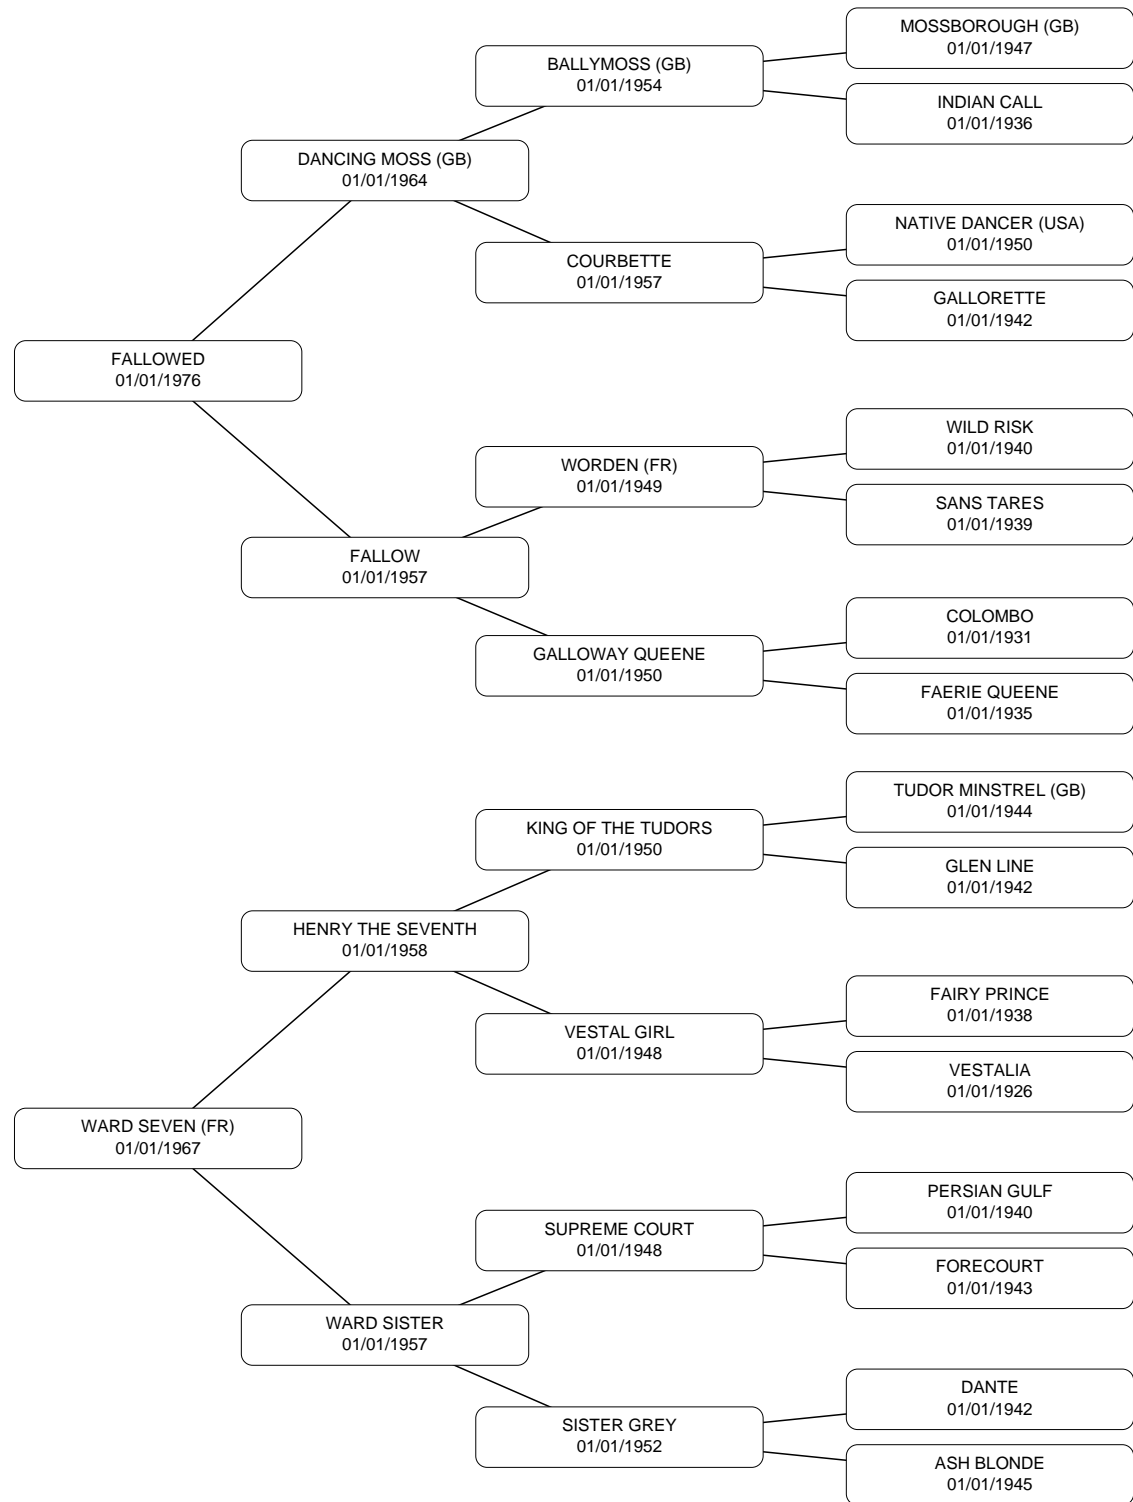 MOSSBOROUGH (GB)
01/01/1947
BALLYMOSS (GB)
01/01/1954
INDIAN CALL
01/01/1936
DANCING MOSS (GB)
01/01/1964
NATIVE DANCER (USA)
01/01/1950
COURBETTE
01/01/1957
GALLORETTE
01/01/1942
FALLOWED
01/01/1976
WILD RISK
01/01/1940
WORDEN (FR)
01/01/1949
SANS TARES
01/01/1939
FALLOW
01/01/1957
COLOMBO
01/01/1931
GALLOWAY QUEENE
01/01/1950
FAERIE QUEENE
01/01/1935
TUDOR MINSTREL (GB)
01/01/1944
KING OF THE TUDORS
01/01/1950
GLEN LINE
01/01/1942
HENRY THE SEVENTH
01/01/1958
FAIRY PRINCE
01/01/1938
VESTAL GIRL
01/01/1948
VESTALIA
01/01/1926
WARD SEVEN (FR)
01/01/1967
PERSIAN GULF
01/01/1940
SUPREME COURT
01/01/1948
FORECOURT
01/01/1943
WARD SISTER
01/01/1957
DANTE
01/01/1942
SISTER GREY
01/01/1952
ASH BLONDE
01/01/1945